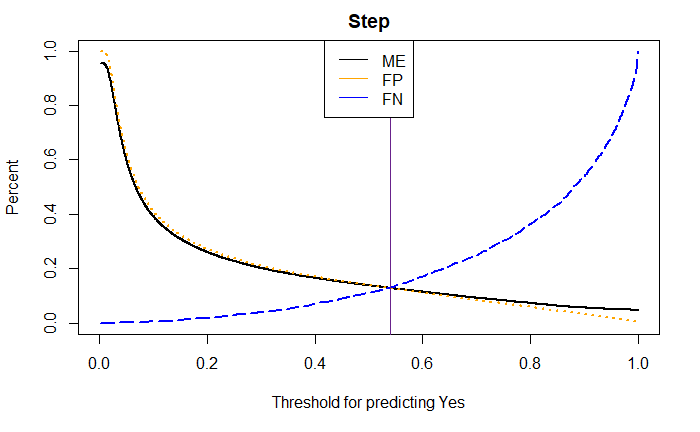 Step
ME
FP
FN
Percent
0.0 0.2 0.4 0.6 0.8 1.0
0.0 0.2 0.4 0.6 0.8 1.0
Threshold for predicting Yes